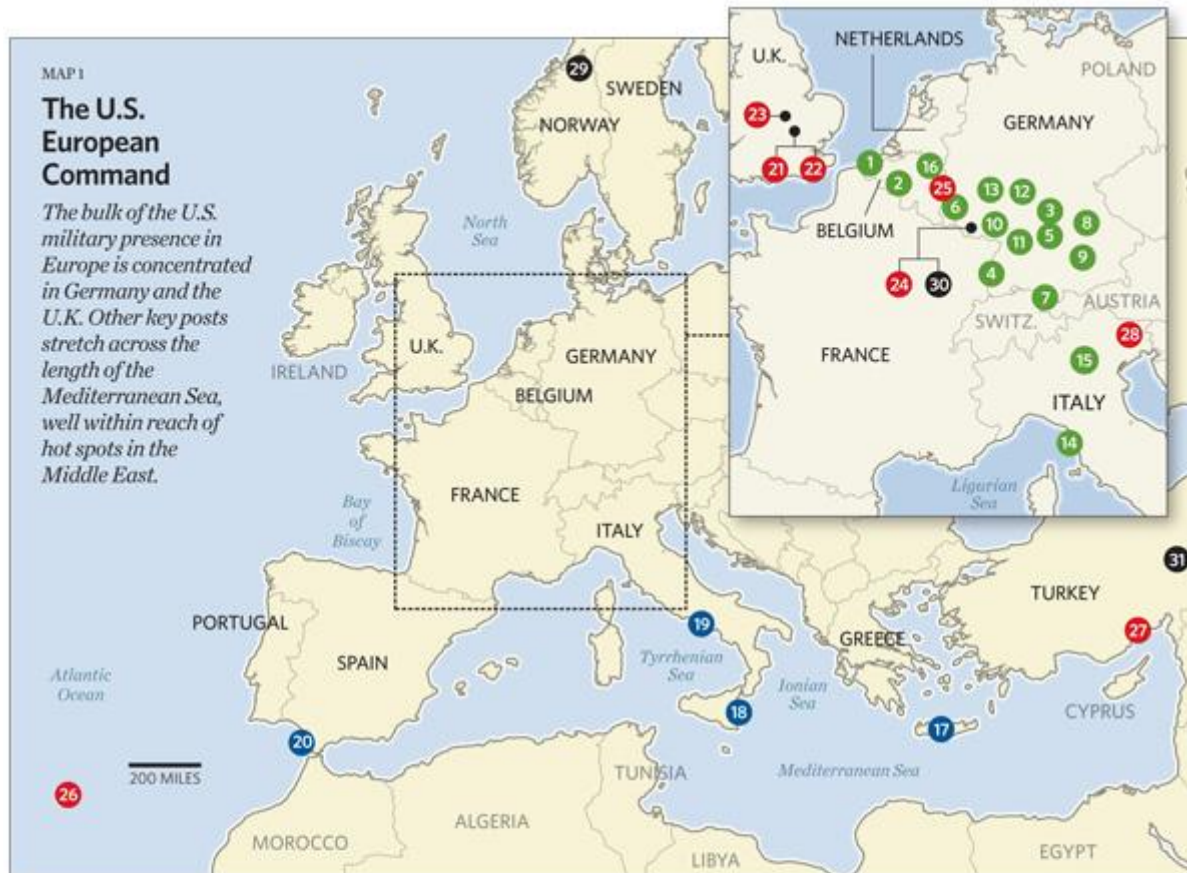 MAP 1
The U.S.
European
Command
The bulk of the U.S.
military presence in
Europe is concentrated
in Germany and the
U.K. Other key posts
stretch across the
length of the
Mediterranean Sea,
well within reach of
hot spots in the
Middle East.
29
SWEDEN
NORWAY
North
Sea
U.K.
IRELAND
GERMANY
BELGIUM
FRANCE
Bay
of
Biscay
ITALY
PORTUGAL
SPAIN
19
Tyrrhenian
Sea
Atlantic
Ocean
18
Ionian
Sea
GREECE
TURKEY
31
27
17
CYPRUS
20
200 MILES
26
Mediterranean Sea
TUNISIA
MOROCCO
ALGERIA
LIBYA
EGYPT
NETHERLANDS
U.K.
POLAND
GERMANY
23
21
22
1
2
16
25
6
13
12
3
8
10
11
5
9
BELGIUM
24
30
4
7
AUSTRIA
SWITZ.
28
FRANCE
15
ITALY
14
Ligurian
Sea